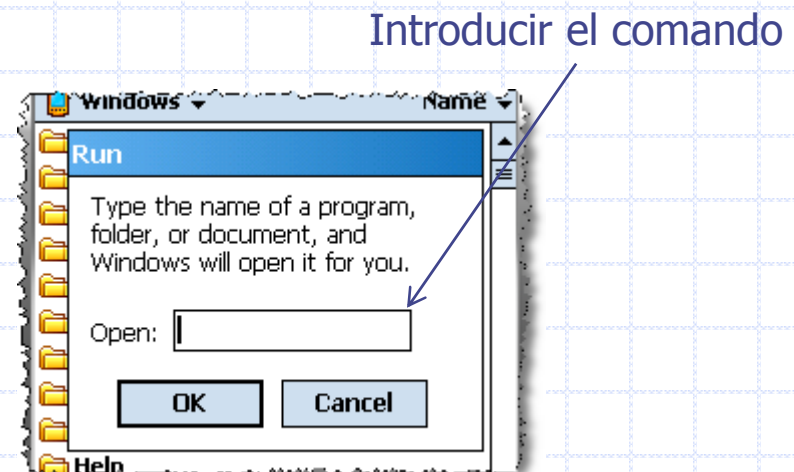 Introducir el comando
Windows Name
Run
Type the name of a program,
folder, or document, and
Windows will open it for you.
Open:
OK Cancel
Help